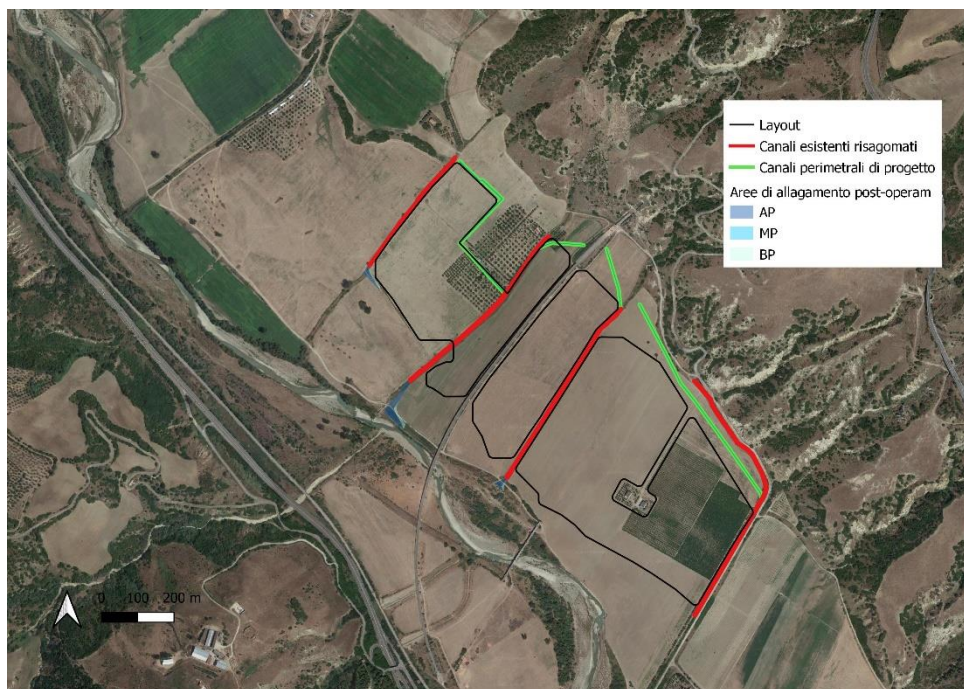 Layout
Canali esistenti risagomati
Canali perimetrali di progetto
Aree di allagamento post-operam
AP
MP
BP
0 100 200 m